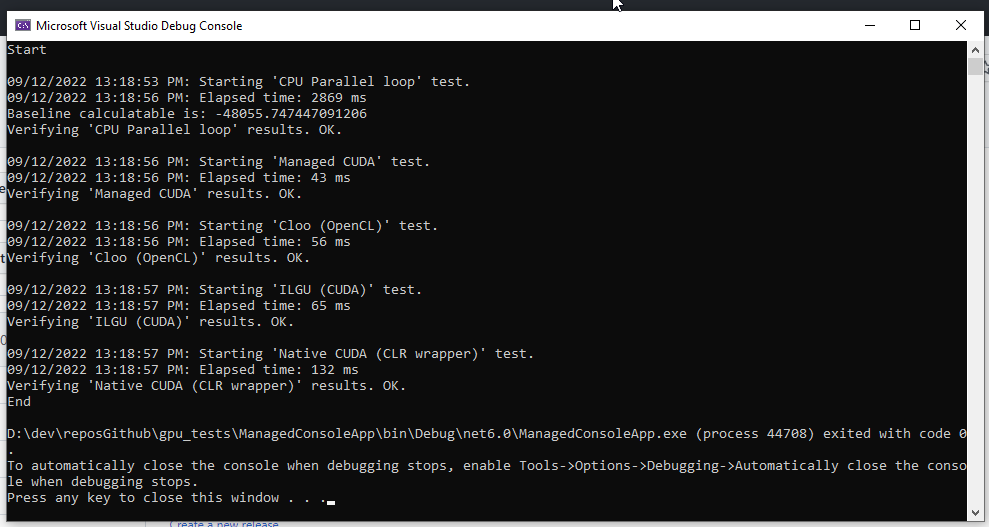 Microsoft Visual Studio Debug Console
Start
09/12/2022 13:18:53 PM: Starting 'CPU Parallel loop' test.
09/12/2022 13:18:56 PM: Elapsed time: 2869 ms
Baseline calculatable is: -48055.747447091206
Verifying 'CPU Parallel loop' results. OK.
09/12/2022 13:18:56 PM: Starting 'Managed CUDA' test.
09/12/2022 13:18:56 PM: Elapsed time: 43 ms
Verifying 'Managed CUDA' results. OK.
09/12/2022 13:18:56 PM: Starting 'Cloo (OpenCL)' test.
09/12/2022 13:18:56 PM: Elapsed time: 56 ms
Verifying 'Cloo (OpenCL)' results. OK.
09/12/2022 13:18:57 PM: Starting 'ILGU (CUDA)' test.
09/12/2022 13:18:57 PM: Elapsed time: 65 ms
Verifying 'ILGU (CUDA)' results. OK.
09/12/2022 13:18:57 PM: Starting 'Native CUDA (CLR wrapper)' test.
09/12/2022 13:18:57 PM: Elapsed time: 132 ms
Verifying 'Native CUDA (CLR wrapper)' results. OK.
End
D:\dev\reposGithub\gpu_tests\ManagedConsoleApp\bin\Debug\net6.0\ManagedConsoleApp.exe (process 44708) exited with code 0
.
To automatically close the console when debugging stops, enable Tools->Options->Debugging->Automatically close the conso
le when debugging stops.
Press any key to close this window . . .
Create a new release